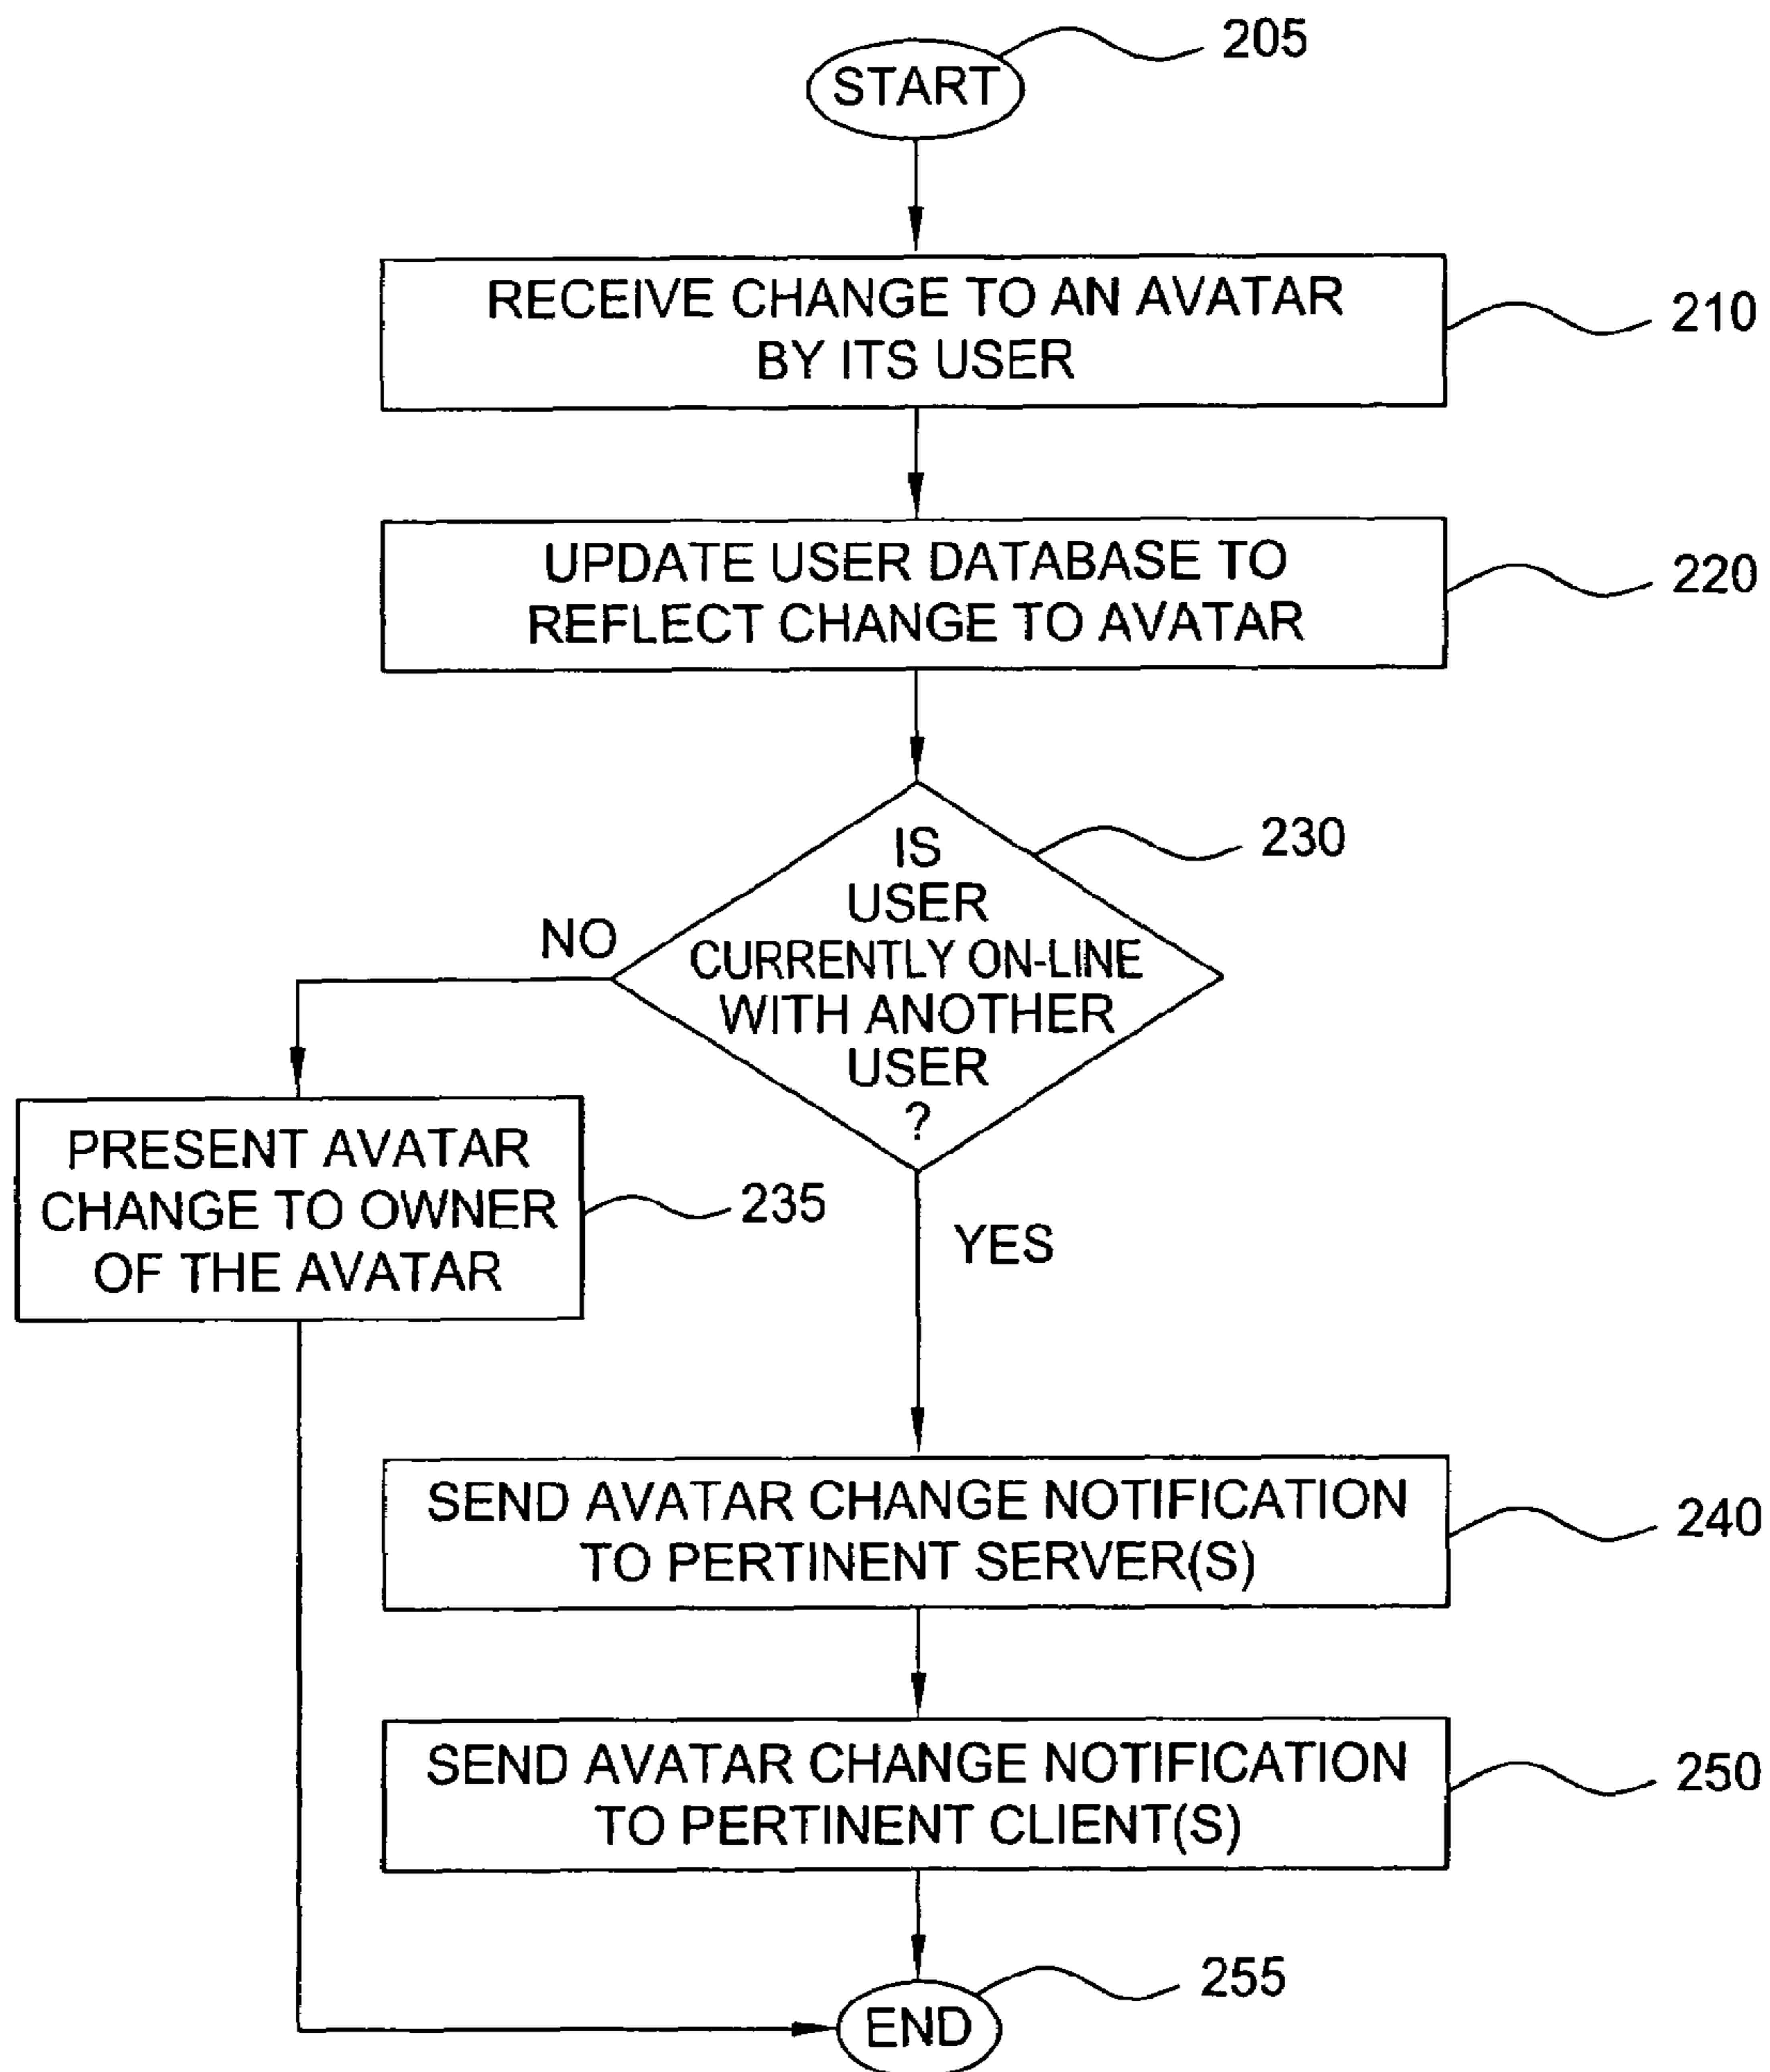 START
205
RECEIVE CHANGE TO AN AVATAR
BY ITS USER
210
UPDATE USER DATABASE TO
REFLECT CHANGE TO AVATAR
220
IS
USER
CURRENTLY ON-LINE
WITH ANOTHER
USER
?
230
NO
PRESENT AVATAR
CHANGE TO OWNER
OF THE AVATAR
235
YES
SEND AVATAR CHANGE NOTIFICATION
TO PERTINENT SERVER(S)
240
SEND AVATAR CHANGE NOTIFICATION
TO PERTINENT CLIENT(S)
250
END
255